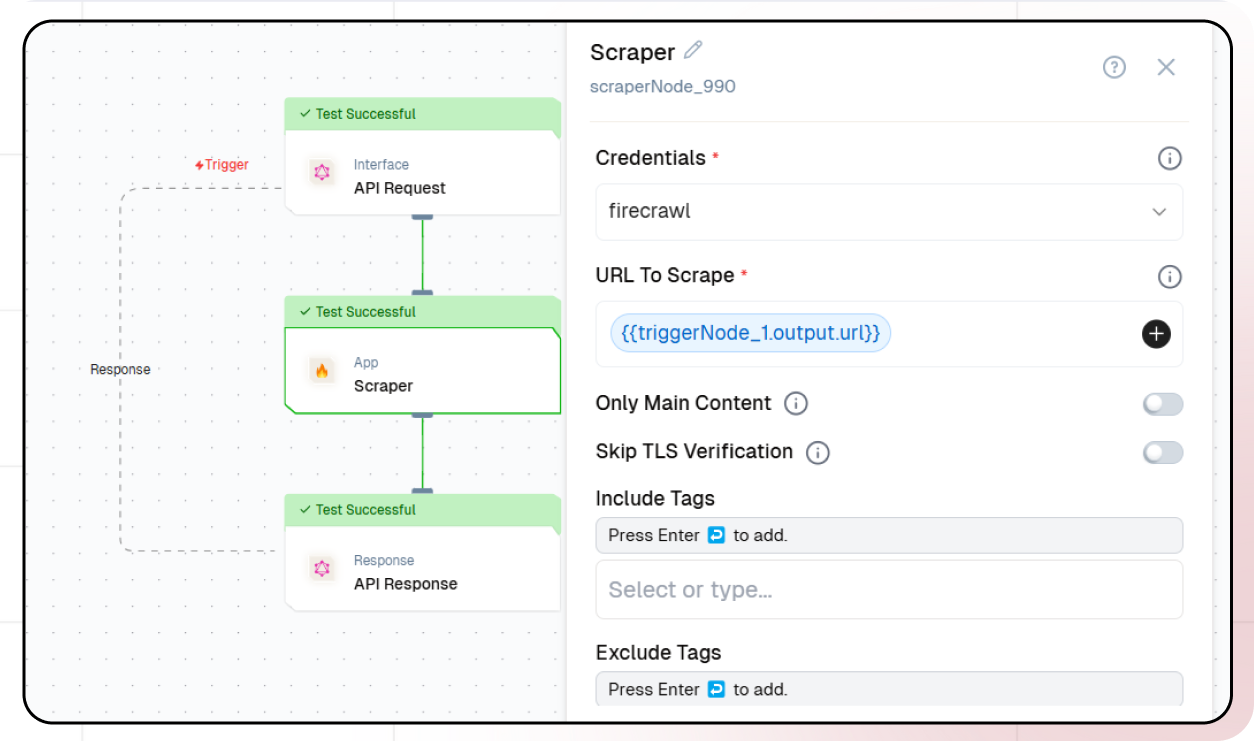 Test Successful
Trigger
Interface
API Request
Test Successful
App
Scraper
Response
Test Successful
Response
API Response
Scraper
scraperNode_990
Credentials *
firecrawl
URL To Scrape *
{{triggerNode_1.output.url}}
Only Main Content
Skip TLS Verification
Include Tags
Press Enter to add.
Select or type...
Exclude Tags
Press Enter to add.